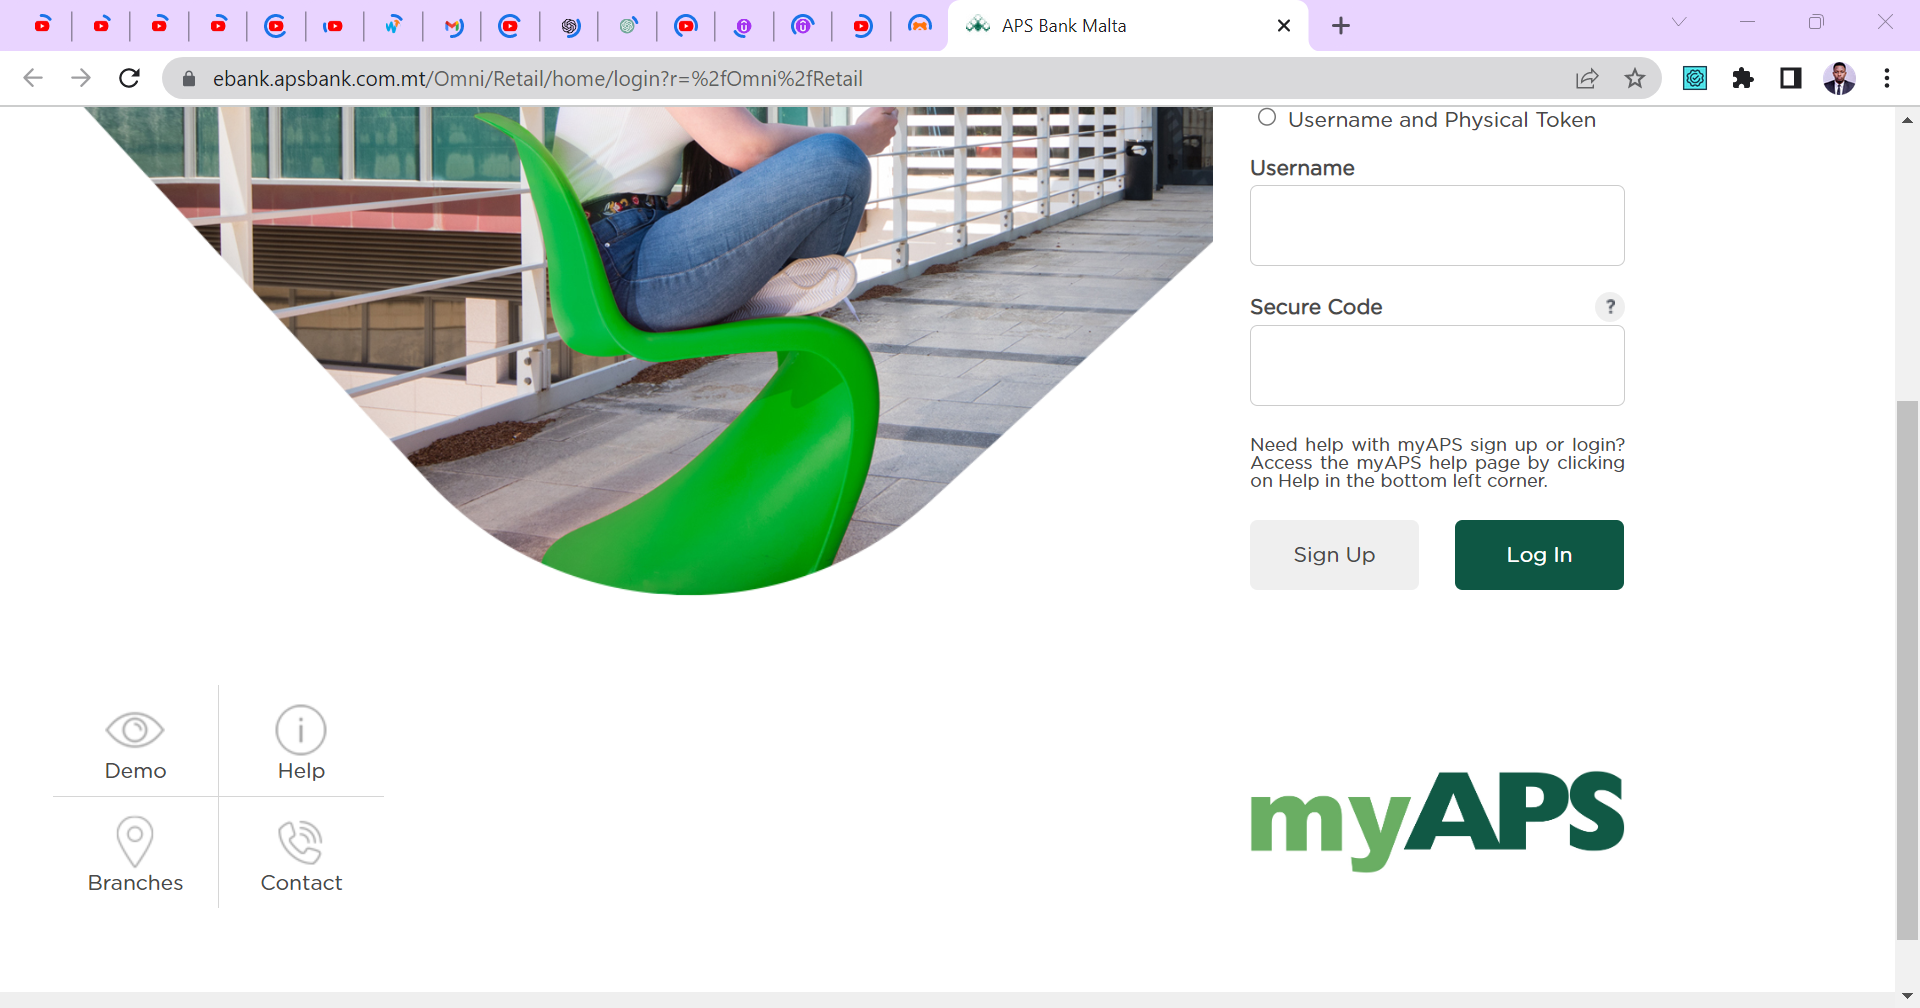 APS Bank Malta
ebank.apsbank.com.mt/Omni/Retail/home/login?r=%2fOmni%2fRetail
Username and Physical Token
Username
Secure Code ?
Need help with myAPS sign up or login?
Access the myAPS help page by clicking
on Help in the bottom left corner.
Sign Up Log In
Demo Help
Branches Contact
myAPS